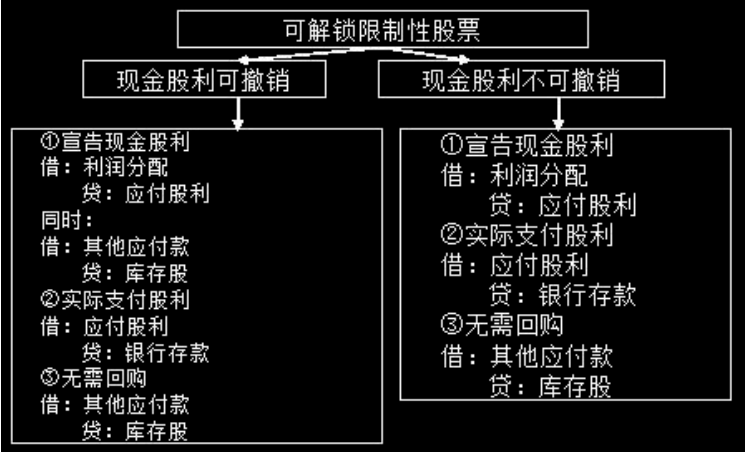 可解锁限制性股票
现金股利可撤销
现金股利不可撤销
①宣告现金股利
借：利润分配
贷：应付股利
同时：
借：其他应付款
贷：库存股
②实际支付股利
借：应付股利
贷：银行存款
③无需回购
借：其他应付款
贷：库存股
①宣告现金股利
借：利润分配
贷：应付股利
②实际支付股利
借：应付股利
贷：银行存款
③无需回购
借：其他应付款
贷：库存股